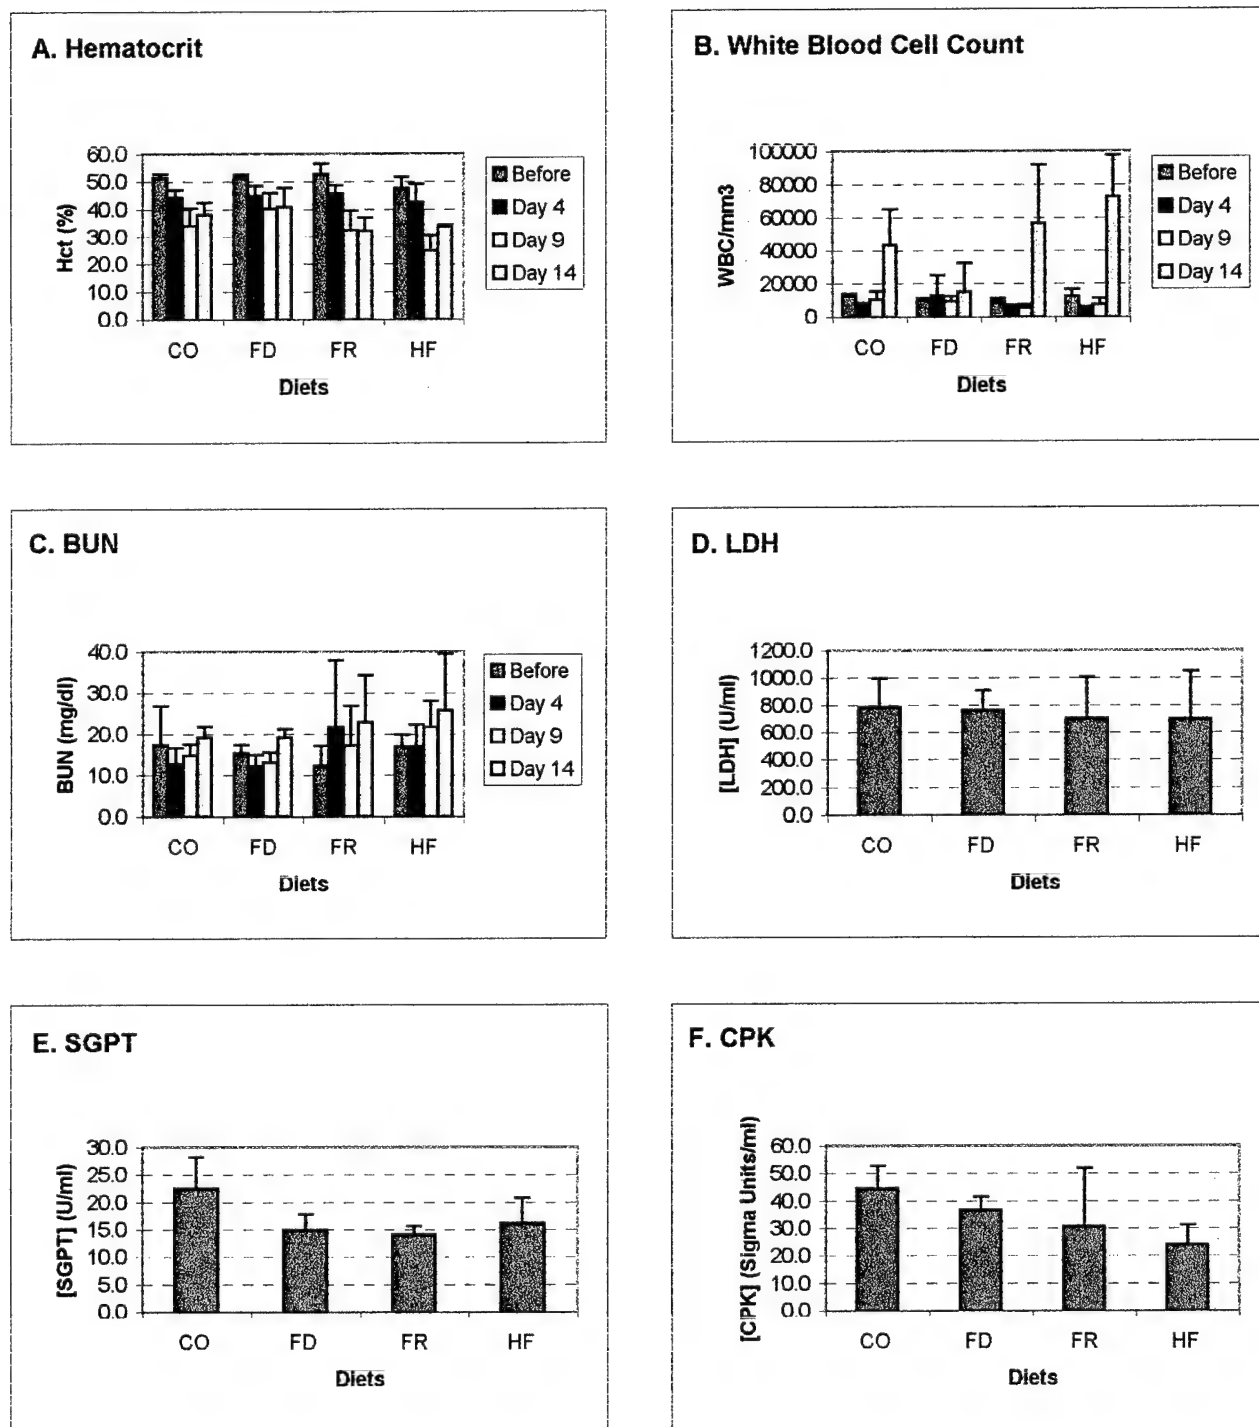 A. Hematocrit
60.0
50.0
40.0
30.0
20.0
10.0
0.0
Hct (%)
CO FD FR HF
Diets
Before
Day 4
Day 9
Day 14
B. White Blood Cell Count
100000
80000
60000
40000
20000
0
WBC/mm3
CO FD FR HF
Diets
Before
Day 4
Day 9
Day 14
C. BUN
40.0
30.0
20.0
10.0
0.0
BUN (mg/dl)
CO FD FR HF
Diets
Before
Day 4
Day 9
Day 14
D. LDH
1200.0
1000.0
800.0
600.0
400.0
200.0
0.0
[LDH] (U/ml)
CO FD FR HF
Diets
E. SGPT
30.0
25.0
20.0
15.0
10.0
5.0
0.0
[SGPT] (U/ml)
CO FD FR HF
Diets
F. CPK
60.0
50.0
40.0
30.0
20.0
10.0
0.0
[CPK] (Sigma Units/ml)
CO FD FR HF
Diets